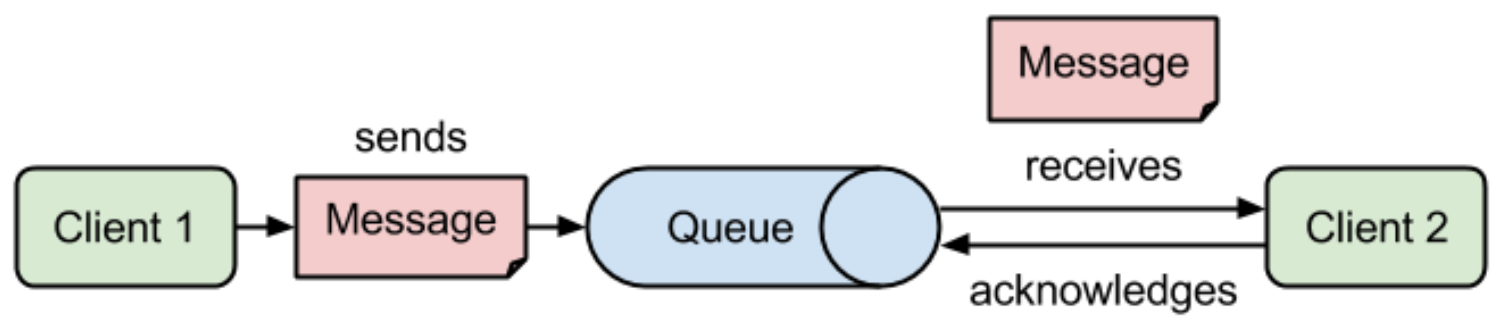 Client 1
sends
Message
Queue
Message
receives
acknowledges
Client 2